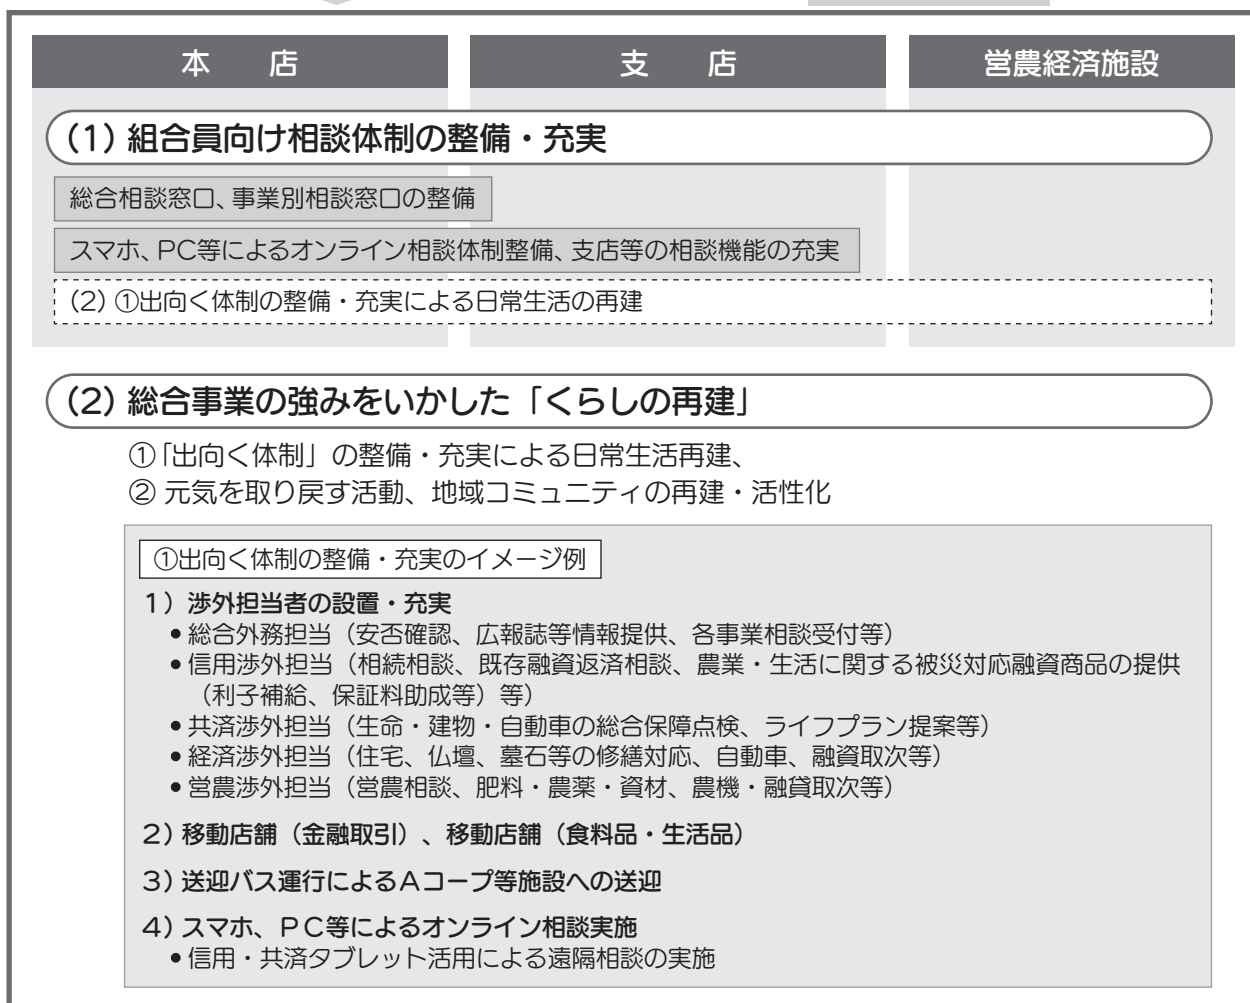 本　店
支　店
営農経済施設
(1) 組合員向け相談体制の整備・充実
総合相談窓口、事業別相談窓口の整備
スマホ、PC等によるオンライン相談体制整備、支店等の相談機能の充実
(2) ①出向く体制の整備・充実による日常生活の再建
(2) 総合事業の強みをいかした「くらしの再建」
①「出向く体制」の整備・充実による日常生活再建、
② 元気を取り戻す活動、地域コミュニティの再建・活性化
①出向く体制の整備・充実のイメージ例
1）渉外担当者の設置・充実
●総合外務担当（安否確認、広報誌等情報提供、各事業相談受付等）
●信用渉外担当（相続相談、既存融資返済相談、農業・生活に関する被災対応融資商品の提供
（利子補給、保証料助成等）等）
●共済渉外担当（生命・建物・自動車の総合保障点検、ライフプラン提案等）
●経済渉外担当（住宅、仏壇、墓石等の修繕対応、自動車、融資取次等）
●営農渉外担当（営農相談、肥料・農薬・資材、農機・融貸取次等）
2）移動店舗（金融取引）、移動店舗（食料品・生活品）
3）送迎バス運行によるAコープ等施設への送迎
4）スマホ、PC等によるオンライン相談実施
●信用・共済タブレット活用による遠隔相談の実施